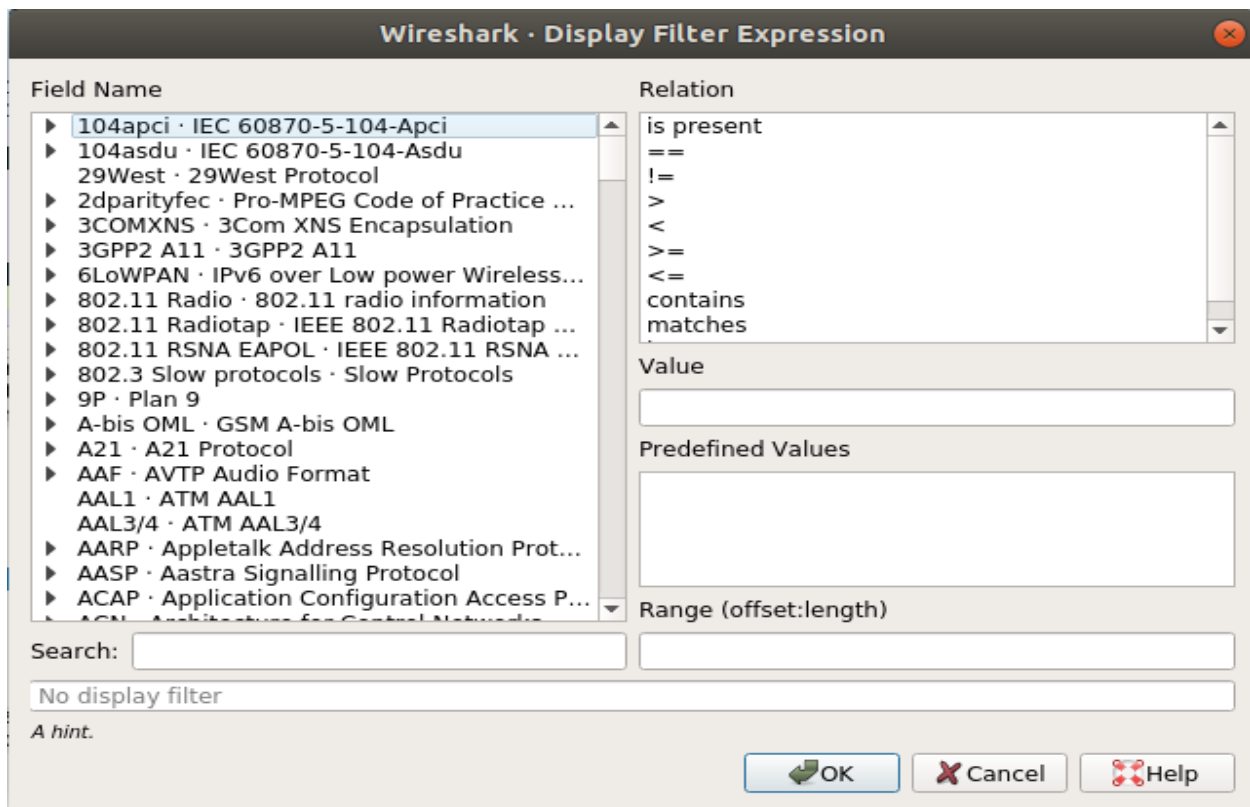 Wireshark · Display Filter Expression
Field Name
104apci · IEC 60870-5-104-Apci
104asdu · IEC 60870-5-104-Asdu
29West · 29West Protocol
2dparityfec · Pro-MPEG Code of Practice ...
3COMXNS · 3Com XNS Encapsulation
3GPP2 A11 · 3GPP2 A11
6LoWPAN · IPv6 over Low power Wireless...
802.11 Radio · 802.11 radio information
802.11 Radiotap · IEEE 802.11 Radiotap ...
802.11 RSNA EAPOL · IEEE 802.11 RSNA ...
802.3 Slow protocols · Slow Protocols
9P · Plan 9
A-bis OML · GSM A-bis OML
A21 · A21 Protocol
AAF · AVTP Audio Format
AAL1 · ATM AAL1
AAL3/4 · ATM AAL3/4
AARP · Appletalk Address Resolution Prot...
AASP · Aastra Signalling Protocol
ACAP · Application Configuration Access P...
Search:
Relation
is present
==
!=
>
<
>=
<=
contains
matches
Value
Predefined Values
Range (offset:length)
No display filter
A hint.
OK
Cancel
Help